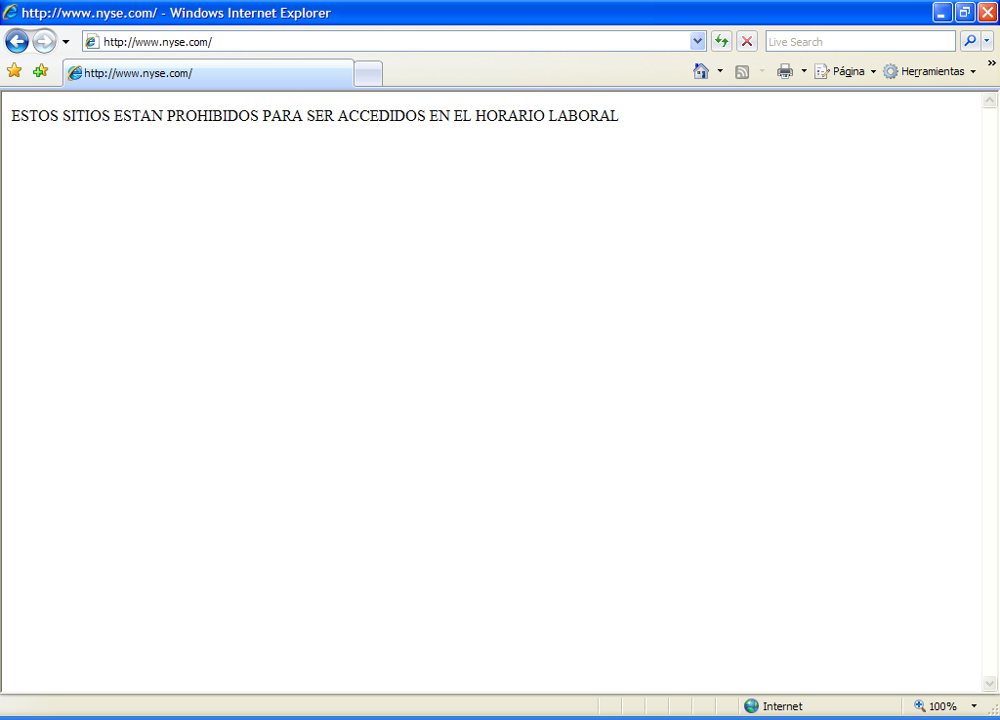 http://www.nyse.com/ - Windows Internet Explorer
http://www.nyse.com/
Live Search
http://www.nyse.com/
Página
Herramientas
»
ESTOS SITIOS ESTAN PROHIBIDOS PARA SER ACCEDIDOS EN EL HORARIO LABORAL
Internet
100%